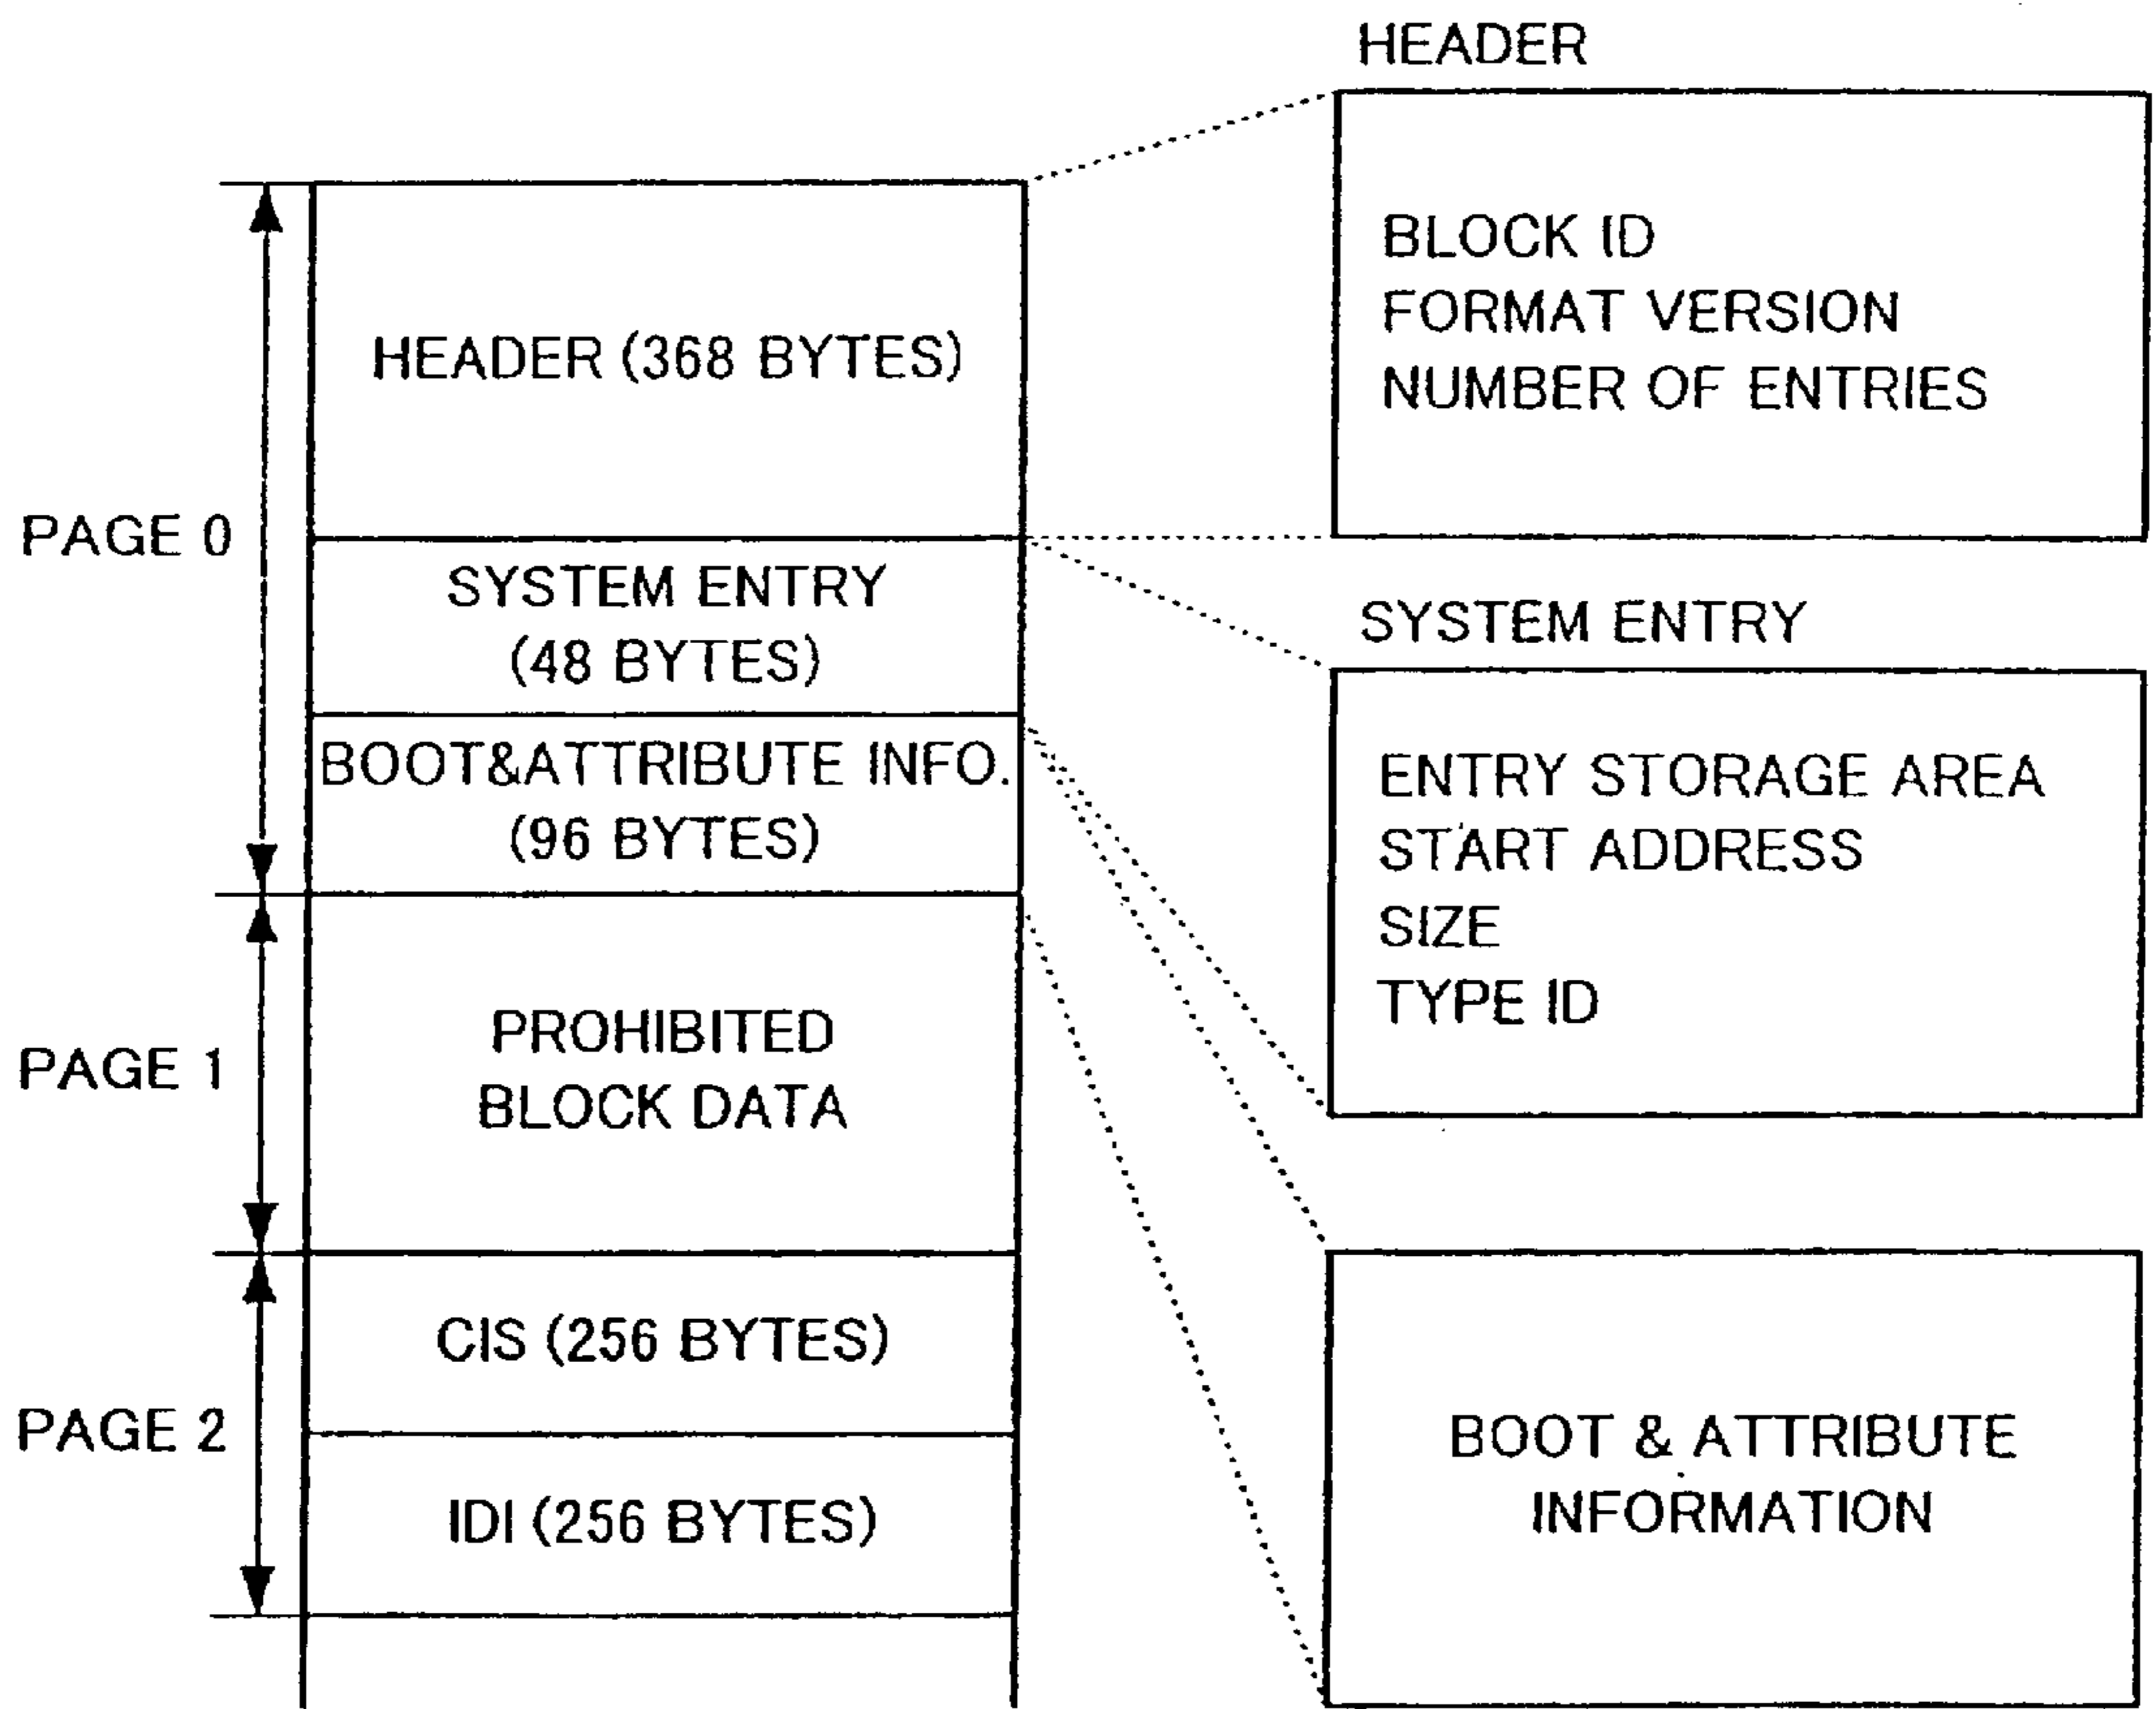 PAGE 0
PAGE 1
PAGE 2
HEADER (368 BYTES)
SYSTEM ENTRY
(48 BYTES)
BOOT&ATTRIBUTE INFO.
(96 BYTES)
PROHIBITED
BLOCK DATA
CIS (256 BYTES)
IDI (256 BYTES)
HEADER
BLOCK ID
FORMAT VERSION
NUMBER OF ENTRIES
SYSTEM ENTRY
ENTRY STORAGE AREA
START ADDRESS
SIZE
TYPE ID
BOOT & ATTRIBUTE
INFORMATION